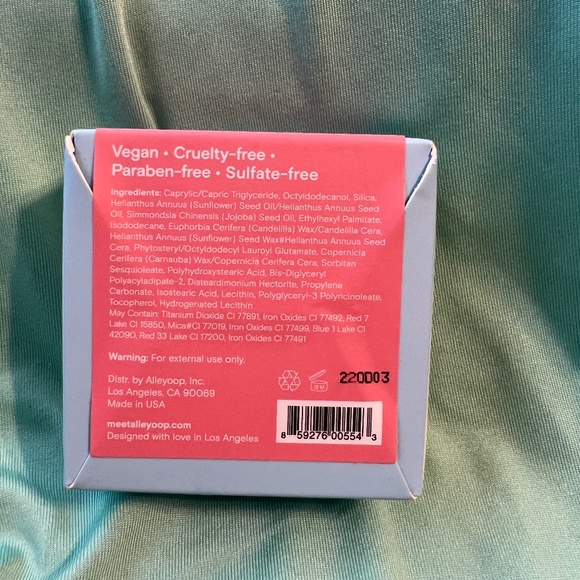 Vegan • Cruelty-free •
Paraben-free • Sulfate-free
Ingredients: Caprylic/Capric Triglyceride, Octyldodecanol, Silica,
Helianthus Annuus (Sunflower) Seed Oil/Helianthus Annuus Seed
Oil, Simmondsia Chinensis (Jojoba) Seed Oil, Ethylhexyl Palmitate,
Isododecane, Euphorbia Cerifera (Candelilla) Wax/Candelilla Cera,
Helianthus Annuus (Sunflower) Seed Wax#Helianthus Annuus Seed
Cera, Phytosteryl/Octyldodecyl Lauroyl Glutamate, Copernicia
Cerifera (Carnauba) Wax/Copernicia Cerifera Cera, Sorbitan
Sesquioleate, Polyhydroxystearic Acid, Bis-Diglyceryl
Polyacyladipate-2, Disteardimonium Hectorite, Propylene
Carbonate, Isostearic Acid, Lecithin, Polyglyceryl-3 Polyricinoleate,
Tocopherol, Hydrogenated Lecithin
May Contain: Titanium Dioxide CI 77891, Iron Oxides CI 77492, Red 7
Lake CI 15850, Mica#CI 77019, Iron Oxides CI 77499, Blue 1 Lake CI
42090, Red 33 Lake CI 17200, Iron Oxides CI 77491
Warning: For external use only.
Distr. by Alleyoop, Inc.
Los Angeles, CA 90069
Made in USA
220D03
meetalleyoop.com
Designed with love in Los Angeles
8 59276 00554 3